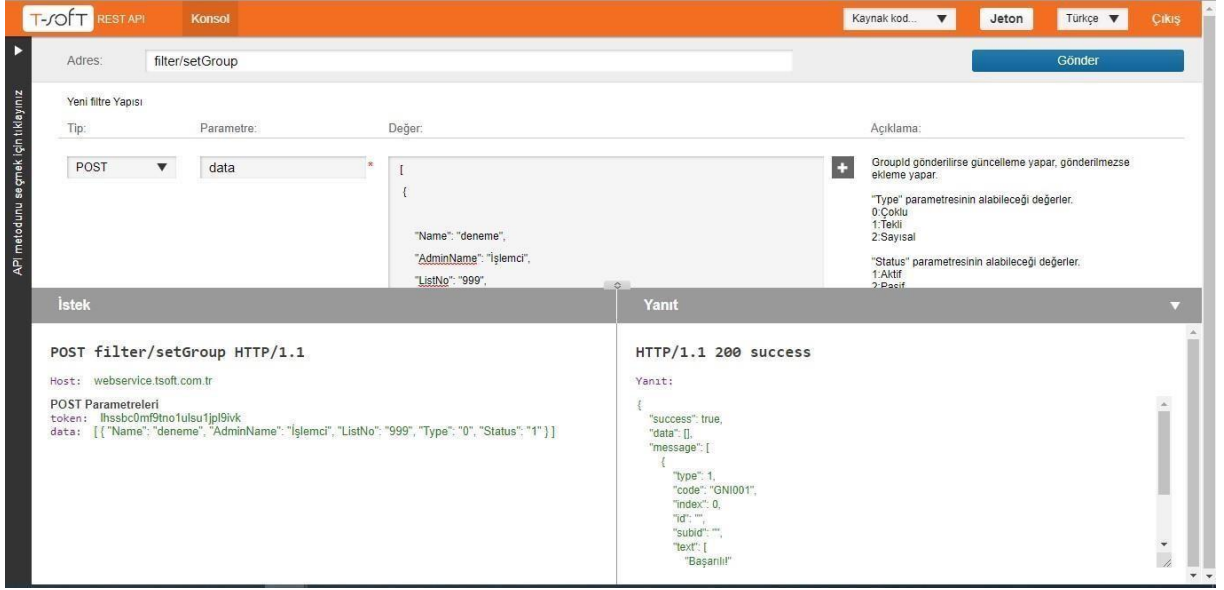 T-SOFT REST API Konsol Kaynak kod... Jeton Türkçe Çıkış
Adres: filter/setGroup Gönder
API metodunu seçmek için tıklayınız
Yeni filtre Yapısı
Tip: Parametre: Değer: Açıklama:
POST data *
[
{
"Name": "deneme",
"AdminName": "İşlemci",
"ListNo": "999",
+
GroupId gönderilirse güncelleme yapar, gönderilmezse
ekleme yapar.
"Type" parametresinin alabileceği değerler.
0:Çoklu
1:Tekli
2:Sayısal
"Status" parametresinin alabileceği değerler.
1:Aktif
2:Pasif
İstek
POST filter/setGroup HTTP/1.1
Host: webservice.tsoft.com.tr
POST Parametreleri
token:
data: [ { "Name": "deneme", "AdminName": "İşlemci", "ListNo": "999", "Type": "0", "Status": "1" } ]
Yanıt
HTTP/1.1 200 success
Yanıt:
{
"success": true,
"data": [],
"message": [
{
"type": 1,
"code": "GNI001",
"index": 0,
"id": "",
"subid": "",
"text": [
"Başarılı!"